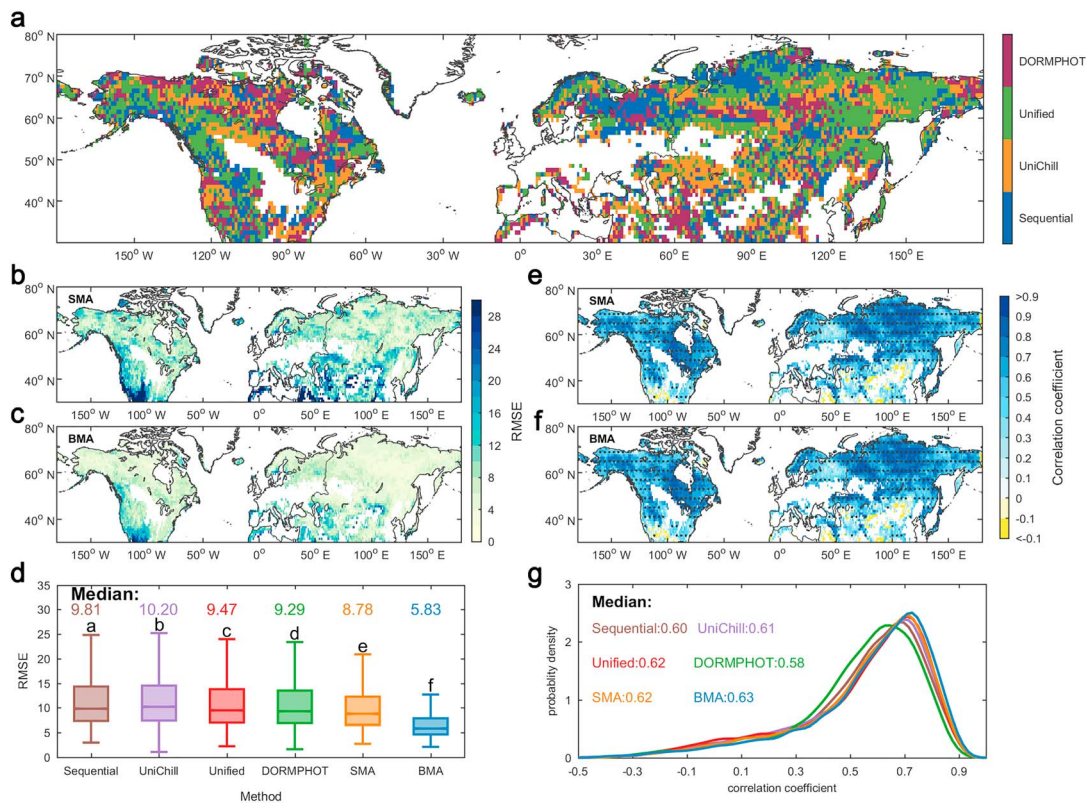 a
80° N
70° N
60° N
50° N
40° N
150° W
120° W
90° W
60° W
30° W
0°
30° E
60° E
90° E
120° E
150° E
DORMPHOT
Unified
UniChill
Sequential
b
SMA
80° N
60° N
40° N
150° W
100° W
50° W
0°
50° E
100° E
150° E
c
BMA
80° N
60° N
40° N
150° W
100° W
50° W
0°
50° E
100° E
150° E
28
24
20
16
12
8
4
0
RMSE
e
SMA
80° N
60° N
40° N
150° W
100° W
50° W
0°
50° E
100° E
150° E
f
BMA
80° N
60° N
40° N
150° W
100° W
50° W
0°
50° E
100° E
150° E
>0.9
0.9
0.8
0.7
0.6
0.5
0.4
0.3
0.2
0.1
0
-0.1
<-0.1
Correlation coeffiicient
d
Median:
9.81 10.20 9.47 9.29 8.78 5.83
a b c d e f
35
30
25
20
15
10
5
0
RMSE
Sequential UniChill Unified DORMPHOT SMA BMA
Method
g
Median:
Sequential:0.60 UniChill:0.61
Unified:0.62 DORMPHOT:0.58
SMA:0.62 BMA:0.63
3
2
1
0
probablity density
-0.5 -0.3 -0.1 0.1 0.3 0.5 0.7 0.9
correlation coefficient